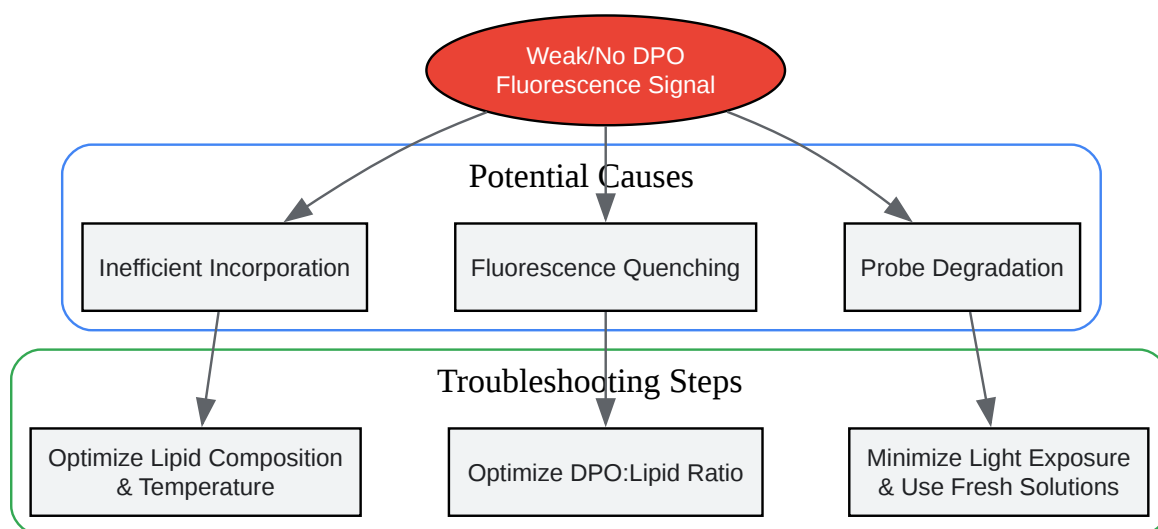 Weak/No DPO
Fluorescence Signal
Potential Causes
Inefficient Incorporation
Fluorescence Quenching
Probe Degradation
Troubleshooting Steps
Optimize Lipid Composition
& Temperature
Optimize DPO:Lipid Ratio
Minimize Light Exposure
& Use Fresh Solutions